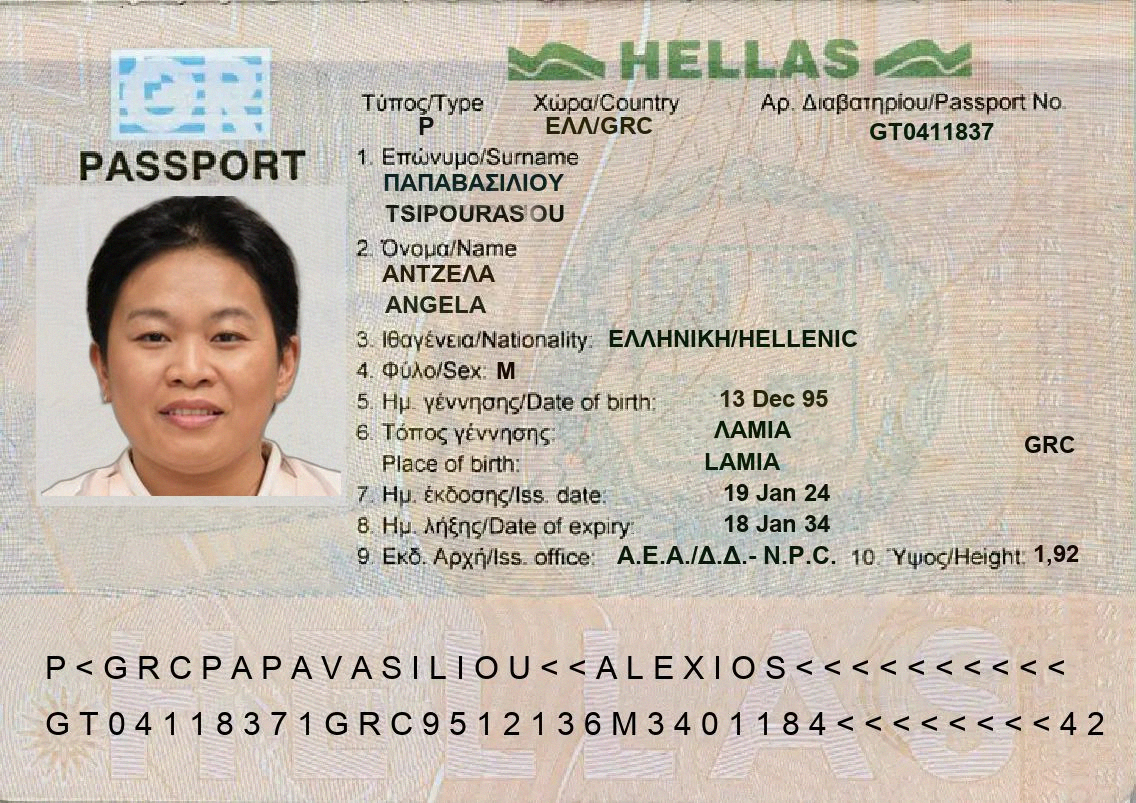 GR
HELLAS
PASSPORT
Τύπος/Type Χώρα/Country Αρ. Διαβατηρίου/Passport No.
P ΕΛΛ/GRC GT0411837
1. Επώνυμο/Surname
ΠΑΠΑΒΑΣΙΛΙΟΥ
TSIPOURASIOU
2. Όνομα/Name
ΑΝΤΖΕΛΑ
ANGELA
3. Ιθαγένεια/Nationality: ΕΛΛΗΝΙΚΗ/HELLENIC
4. Φύλο/Sex: M
5. Ημ. γέννησης/Date of birth: 13 Dec 95
6. Τόπος γέννησης: ΛΑΜΙΑ
Place of birth: LAMIA GRC
7. Ημ. έκδοσης/Iss. date: 19 Jan 24
8. Ημ. λήξης/Date of expiry: 18 Jan 34
9. Εκδ. Αρχή/Iss. office: Α.Ε.Α./Δ.Δ.- N.P.C. 10. Ύψος/Height: 1,92
HELLAS
P<GRCPAPAVASILIOU<<ALEXIOS<<<<<<<<<<
GT04118371GRC9512136M3401184<<<<<<<<42